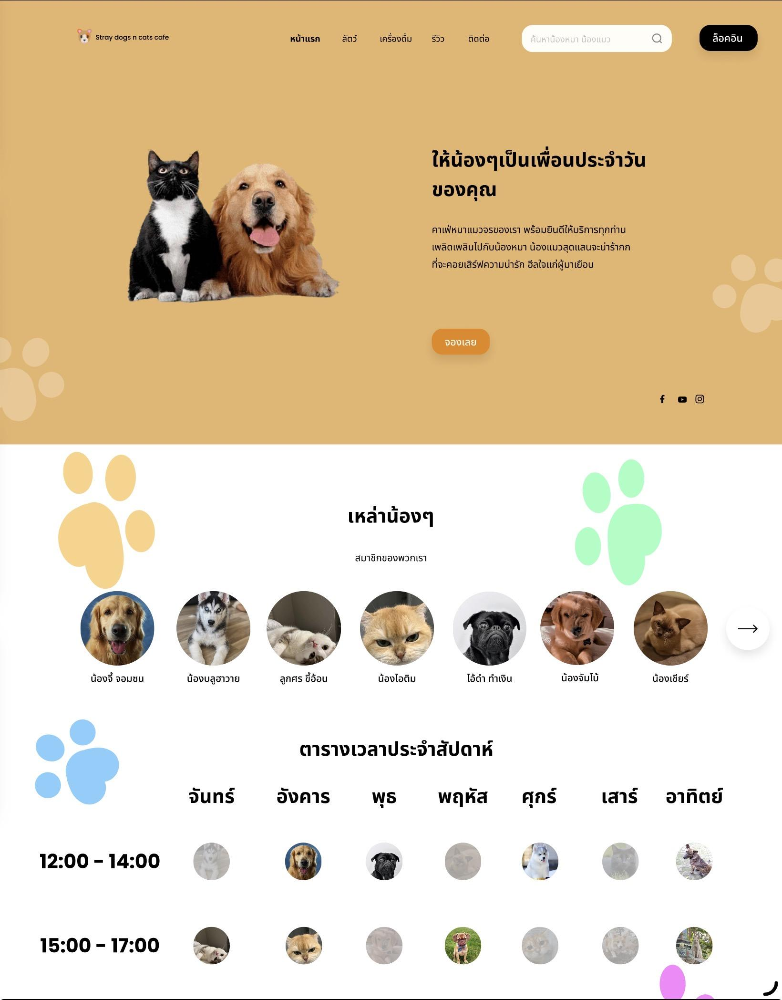 Stray dogs n cats cafe
หน้าแรก สัตว์ เครื่องดื่ม รีวิว ติดต่อ
ค้นหาน้องหมา น้องแมว
ล็อคอิน
ให้น้องๆเป็นเพื่อนประจำวัน
ของคุณ
คาเฟ่หมาแมวจรของเรา พร้อมยินดีให้บริการทุกท่าน
เพลิดเพลินไปกับน้องหมา น้องแมวสุดแสนจะน่าร้ากก
ที่จะคอยเสิร์ฟความน่ารัก ฮีลใจแก่ผู้มาเยือน
จองเลย
เหล่าน้องๆ
สมาชิกของพวกเรา
น้องจี้ จอมซน น้องบลูฮาวาย ลูกศร ขี้อ้อน น้องไอติม ไอ้ดำ ทำเงิน น้องจัมโบ้ น้องเชียร์
ตารางเวลาประจำสัปดาห์
จันทร์ อังคาร พุธ พฤหัส ศุกร์ เสาร์ อาทิตย์
12:00 - 14:00
15:00 - 17:00